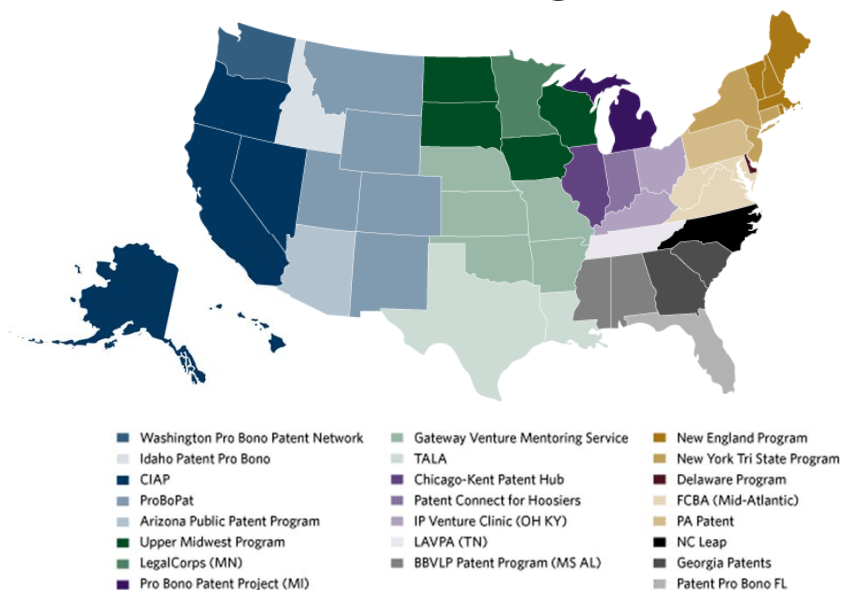 Washington Pro Bono Patent Network
Idaho Patent Pro Bono
CIAP
ProBoPat
Arizona Public Patent Program
Upper Midwest Program
LegalCorps (MN)
Pro Bono Patent Project (MI)
Gateway Venture Mentoring Service
TALA
Chicago-Kent Patent Hub
Patent Connect for Hoosiers
IP Venture Clinic (OH KY)
LAVPA (TN)
BBVLP Patent Program (MS AL)
New England Program
New York Tri State Program
Delaware Program
FCBA (Mid-Atlantic)
PA Patent
NC Leap
Georgia Patents
Patent Pro Bono FL